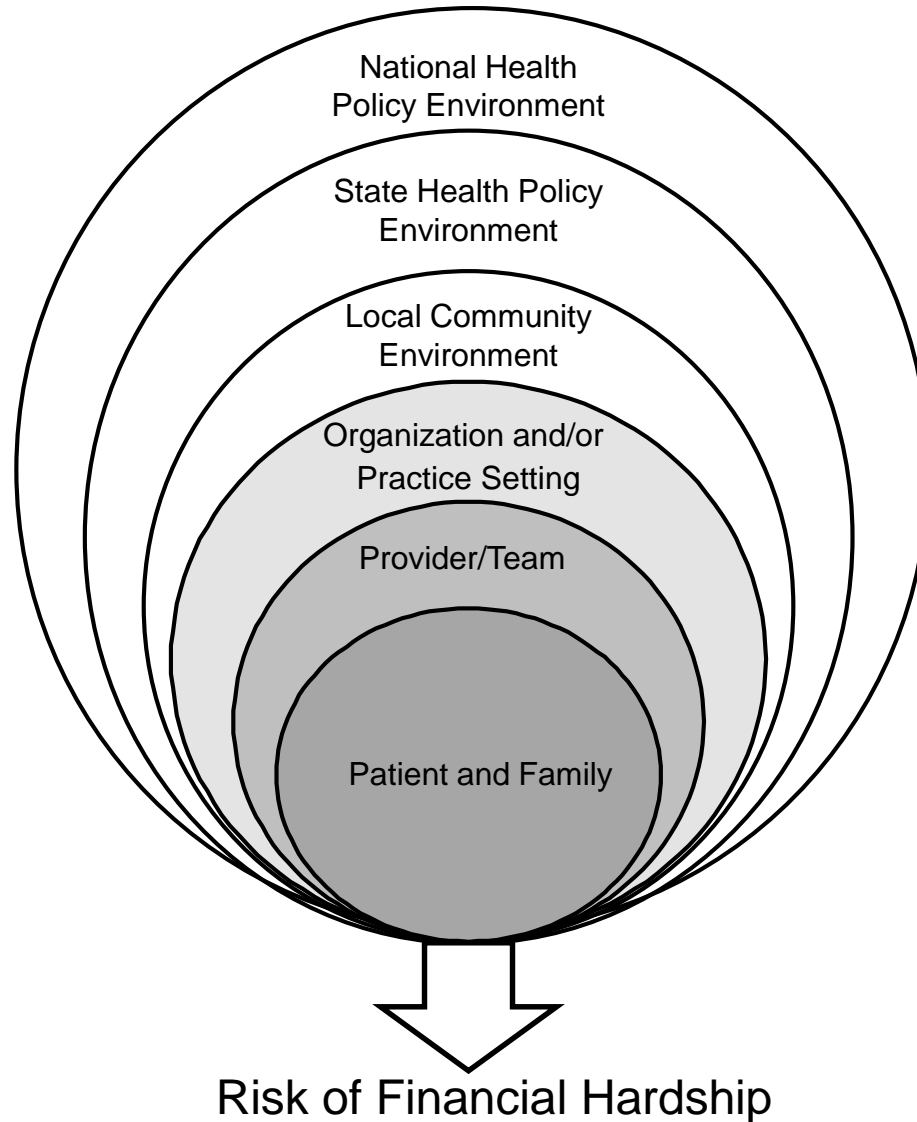 National Health
Policy Environment
State Health Policy
Environment
Local Community
Environment
Organization and/or
Practice Setting
Provider/Team
Patient and Family
Risk of Financial Hardship